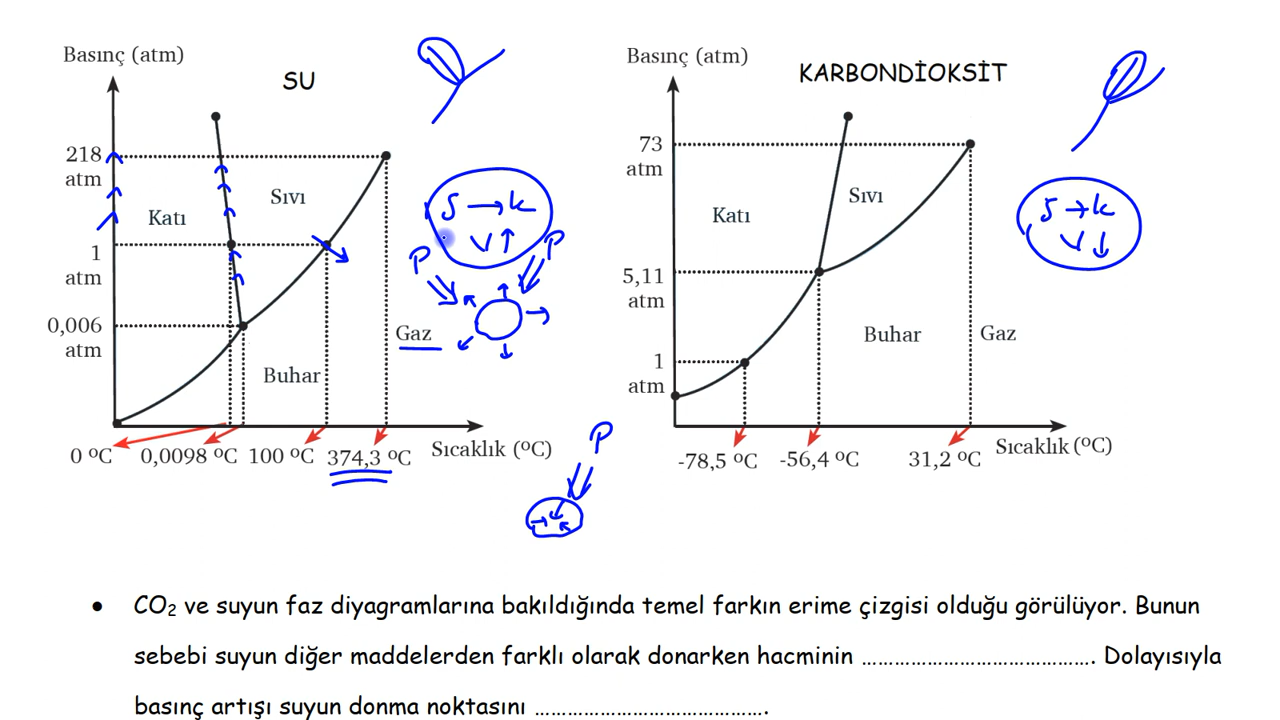 Basınç (atm)
SU
218
atm
Katı
Sıvı
1
atm
0,006
atm
Gaz
Buhar
0 ºC
0,0098 ºC
100 ºC
374,3 ºC
Sıcaklık (ºC)
S → k
V ↑
P
P
P
Basınç (atm)
KARBONDİOKSİT
73
atm
Katı
Sıvı
5,11
atm
Buhar
Gaz
1
atm
-78,5 ºC
-56,4 ºC
31,2 ºC
Sıcaklık (ºC)
S → k
V ↓
• CO₂ ve suyun faz diyagramlarına bakıldığında temel farkın erime çizgisi olduğu görülüyor. Bunun
sebebi suyun diğer maddelerden farklı olarak donarken hacminin ……………………………………. Dolayısıyla
basınç artışı suyun donma noktasını …………………………………….